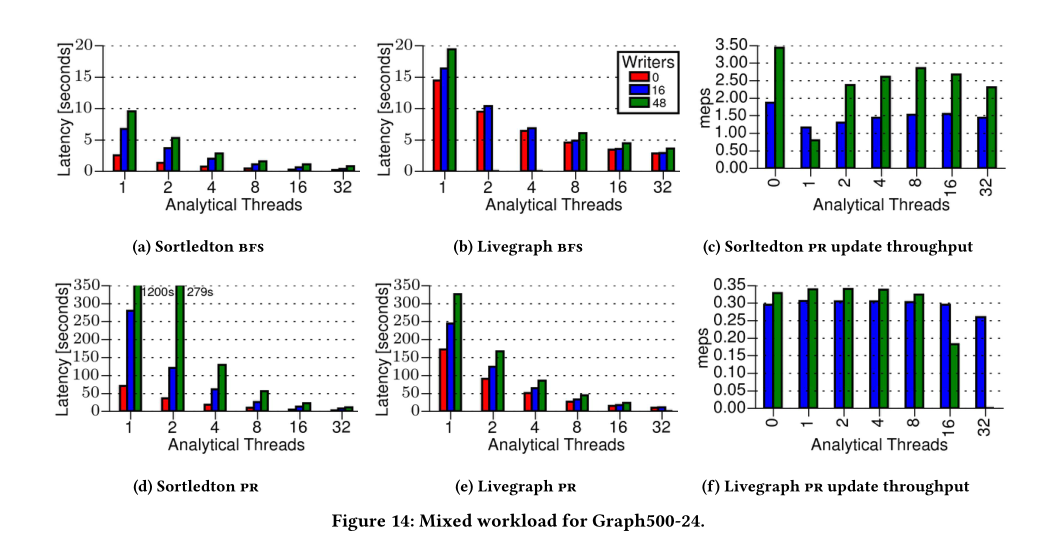 Latency [seconds]
20
15
10
5
0
1 2 4 8 16 32
Analytical Threads
(a) Sortledton BFS
Latency [seconds]
20
15
10
5
0
Writers
0
16
48
1 2 4 8 16 32
Analytical Threads
(b) Livegraph BFS
meps
3.50
3.00
2.50
2.00
1.50
1.00
0.50
0.00
0 1 2 4 8 16 32
Analytical Threads
(c) Sorltedton PR update throughput
Latency [seconds]
350
300
250
200
150
100
50
0
1200s 279s
1 2 4 8 16 32
Analytical Threads
(d) Sortledton PR
Latency [seconds]
350
300
250
200
150
100
50
0
1 2 4 8 16 32
Analytical Threads
(e) Livegraph PR
meps
0.35
0.30
0.25
0.20
0.15
0.10
0.05
0.00
0 1 2 4 8 16 32
Analytical Threads
(f) Livegraph PR update throughput
Figure 14: Mixed workload for Graph500-24.